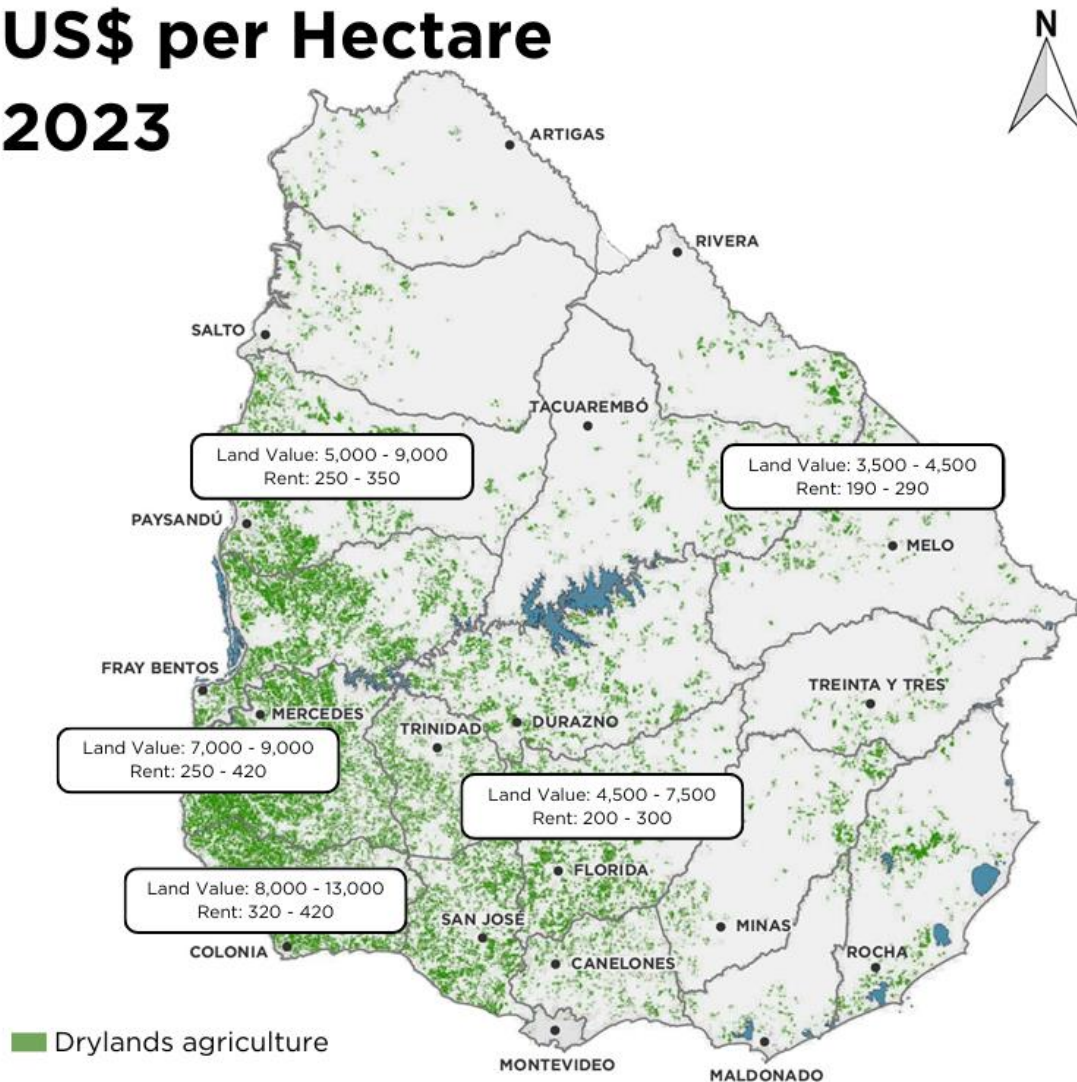 US$ per Hectare
2023
N
ARTIGAS
RIVERA
SALTO
TACUAREMBÓ
Land Value: 5,000 - 9,000
Rent: 250 - 350
Land Value: 3,500 - 4,500
Rent: 190 - 290
PAYSANDÚ
MELO
FRAY BENTOS
TREINTA Y TRES
MERCEDES
TRINIDAD
DURAZNO
Land Value: 7,000 - 9,000
Rent: 250 - 420
Land Value: 4,500 - 7,500
Rent: 200 - 300
FLORIDA
Land Value: 8,000 - 13,000
Rent: 320 - 420
SAN JOSÉ
MINAS
COLONIA
CANELONES
ROCHA
Drylands agriculture
MONTEVIDEO
MALDONADO